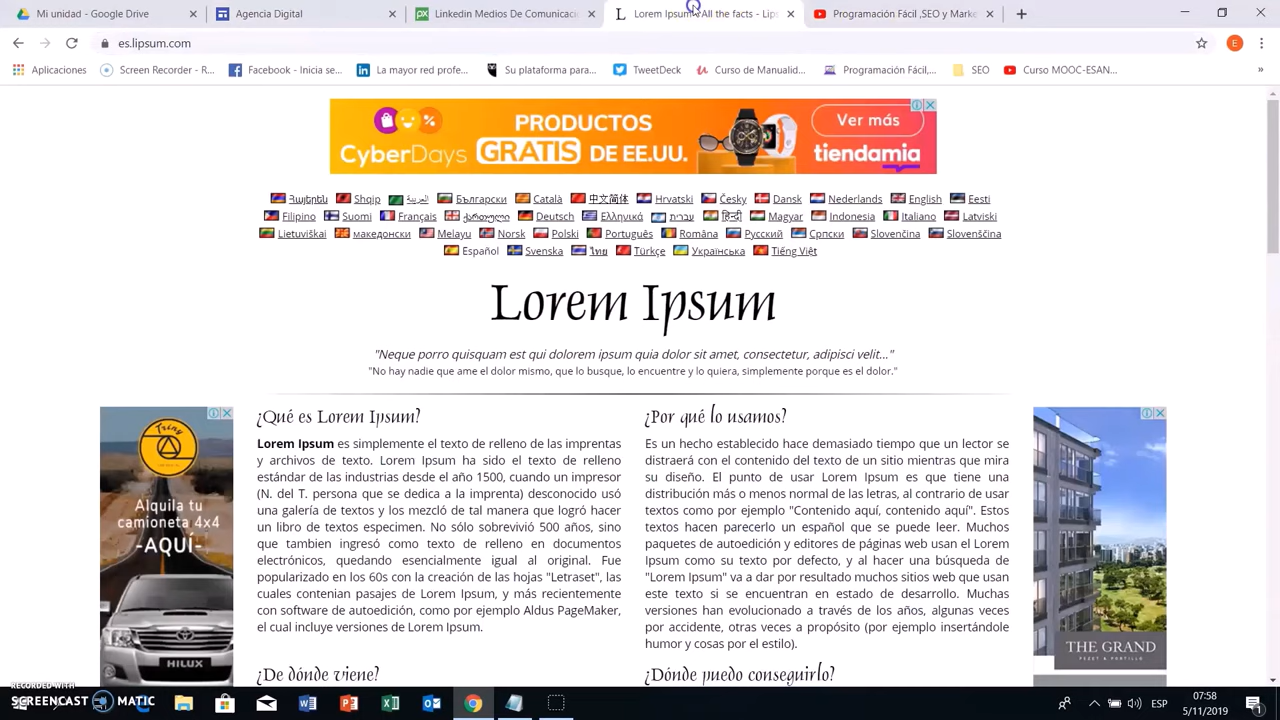 Mi unidad - Google Drive
Agencia Digital
Linkedin Medios De Comunicació
Lorem Ipsum - All the facts - Lips
Programación Fácil ,SEO y Marke
es.lipsum.com
E
Aplicaciones
Screen Recorder - R...
Facebook - Inicia se...
La mayor red profe...
Su plataforma para...
TweetDeck
Curso de Manualid...
Programación Fácil,...
SEO
Curso MOOC-ESAN...
CyberDays
PRODUCTOS
GRATIS DE EE.UU.
Ver más
tiendamia
Հայերեն Shqip العربية Български Català 中文简体 Hrvatski Česky Dansk Nederlands English Eesti
Filipino Suomi Français ქართული Deutsch Ελληνικά עברית हिन्दी Magyar Indonesia Italiano Latviski
Lietuviškai македонски Melayu Norsk Polski Português Româna Русский Српски Slovenčina Slovenščina
Español Svenska ไทย Türkçe Українська Tiếng Việt
Lorem Ipsum
"Neque porro quisquam est qui dolorem ipsum quia dolor sit amet, consectetur, adipisci velit..."
"No hay nadie que ame el dolor mismo, que lo busque, lo encuentre y lo quiera, simplemente porque es el dolor."
¿Qué es Lorem Ipsum?
Lorem Ipsum es simplemente el texto de relleno de las imprentas
y archivos de texto. Lorem Ipsum ha sido el texto de relleno
estándar de las industrias desde el año 1500, cuando un impresor
(N. del T. persona que se dedica a la imprenta) desconocido usó
una galería de textos y los mezcló de tal manera que logró hacer
un libro de textos especimen. No sólo sobrevivió 500 años, sino
que tambien ingresó como texto de relleno en documentos
electrónicos, quedando esencialmente igual al original. Fue
popularizado en los 60s con la creación de las hojas "Letraset", las
cuales contenian pasajes de Lorem Ipsum, y más recientemente
con software de autoedición, como por ejemplo Aldus PageMaker,
el cual incluye versiones de Lorem Ipsum.
¿De dónde viene?
¿Por qué lo usamos?
Es un hecho establecido hace demasiado tiempo que un lector se
distraerá con el contenido del texto de un sitio mientras que mira
su diseño. El punto de usar Lorem Ipsum es que tiene una
distribución más o menos normal de las letras, al contrario de usar
textos como por ejemplo "Contenido aquí, contenido aquí". Estos
textos hacen parecerlo un español que se puede leer. Muchos
paquetes de autoedición y editores de páginas web usan el Lorem
Ipsum como su texto por defecto, y al hacer una búsqueda de
"Lorem Ipsum" va a dar por resultado muchos sitios web que usan
este texto si se encuentran en estado de desarrollo. Muchas
versiones han evolucionado a través de los años, algunas veces
por accidente, otras veces a propósito (por ejemplo insertándole
humor y cosas por el estilo).
¿Dónde puedo conseguirlo?
Triny
Alquila tu
camioneta 4x4
-AQUÍ-
HILUX
THE GRAND
PEZET & PORTILLO
RECORDED WITH
SCREENCAST MATIC
ESP
07:58
5/11/2019